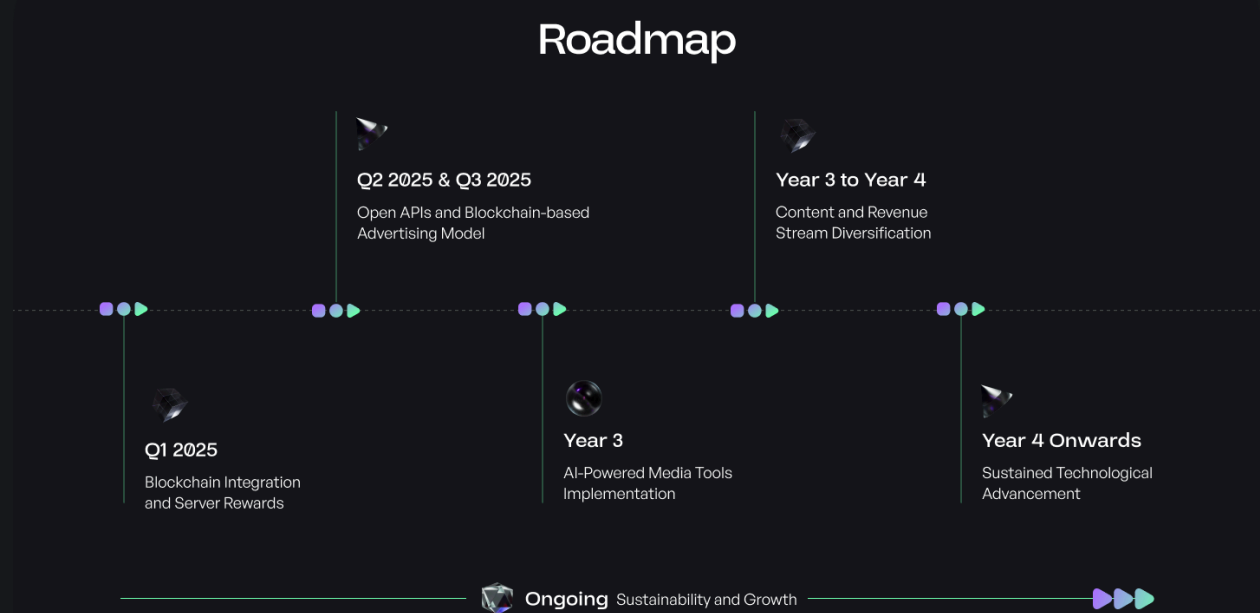 Roadmap
Q1 2025
Blockchain Integration
and Server Rewards
Q2 2025 & Q3 2025
Open APIs and Blockchain-based
Advertising Model
Year 3
AI-Powered Media Tools
Implementation
Year 3 to Year 4
Content and Revenue
Stream Diversification
Year 4 Onwards
Sustained Technological
Advancement
Ongoing Sustainability and Growth